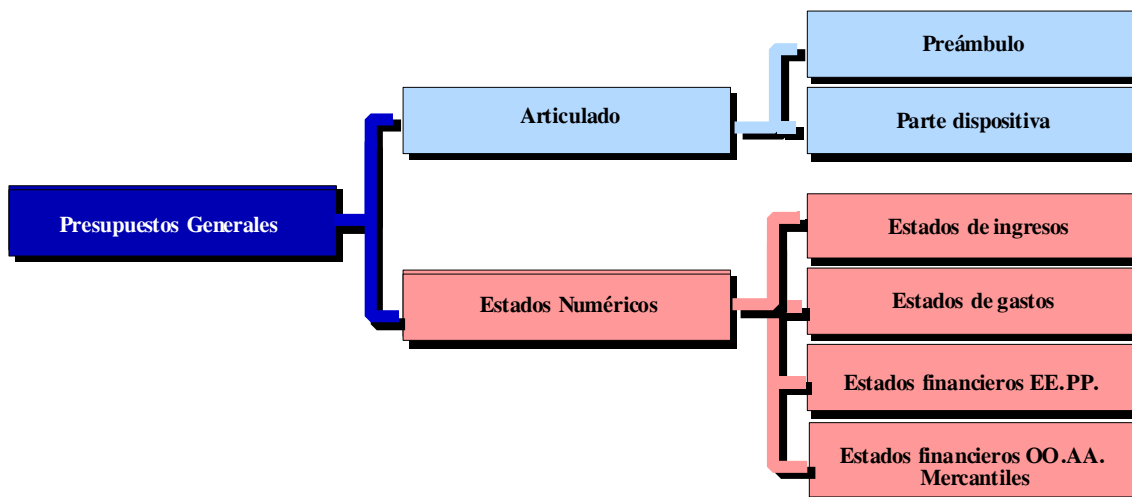 Presupuestos Generales
Articulado
Preámbulo
Parte dispositiva
Estados Numéricos
Estados de ingresos
Estados de gastos
Estados financieros EE.PP.
Estados financieros OO.AA.
Mercantiles